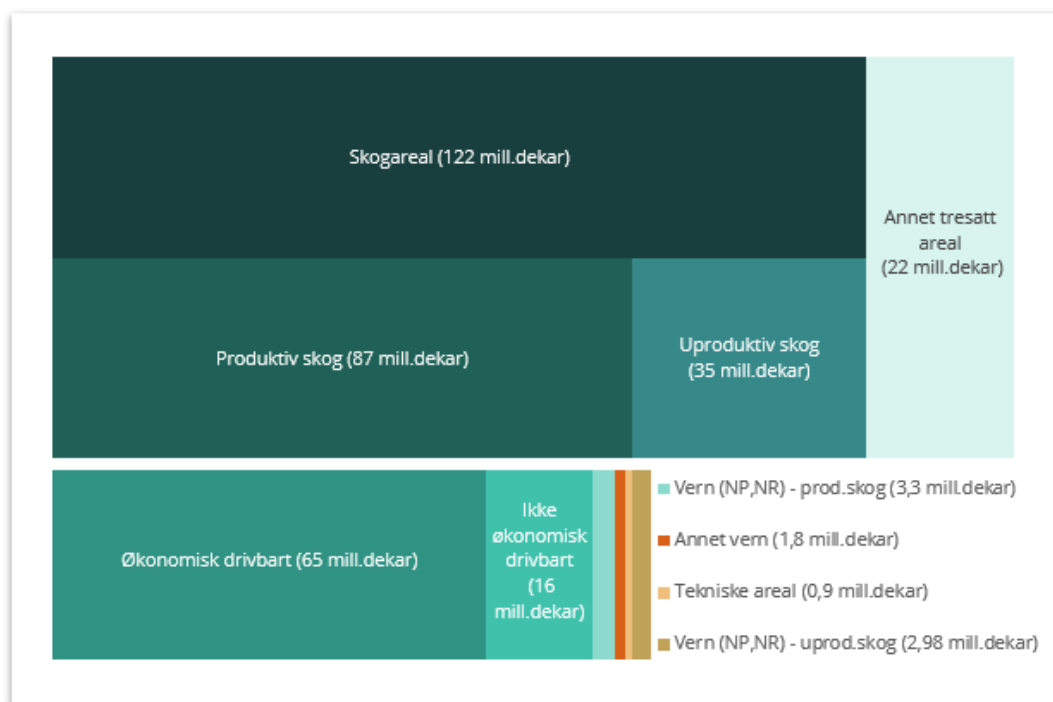 Skogareal (122 mill.dekar)
Annet tresatt
areal
(22 mill.dekar)
Produktiv skog (87 mill.dekar)
Uproduktiv skog
(35 mill.dekar)
Økonomisk drivbart (65 mill.dekar)
Ikke
økonomisk
drivbart
(16
mill.dekar)
Vern (NP,NR) - prod.skog (3,3 mill.dekar)
Annet vern (1,8 mill.dekar)
Tekniske areal (0,9 mill.dekar)
Vern (NP,NR) - uprod.skog (2,98 mill.dekar)